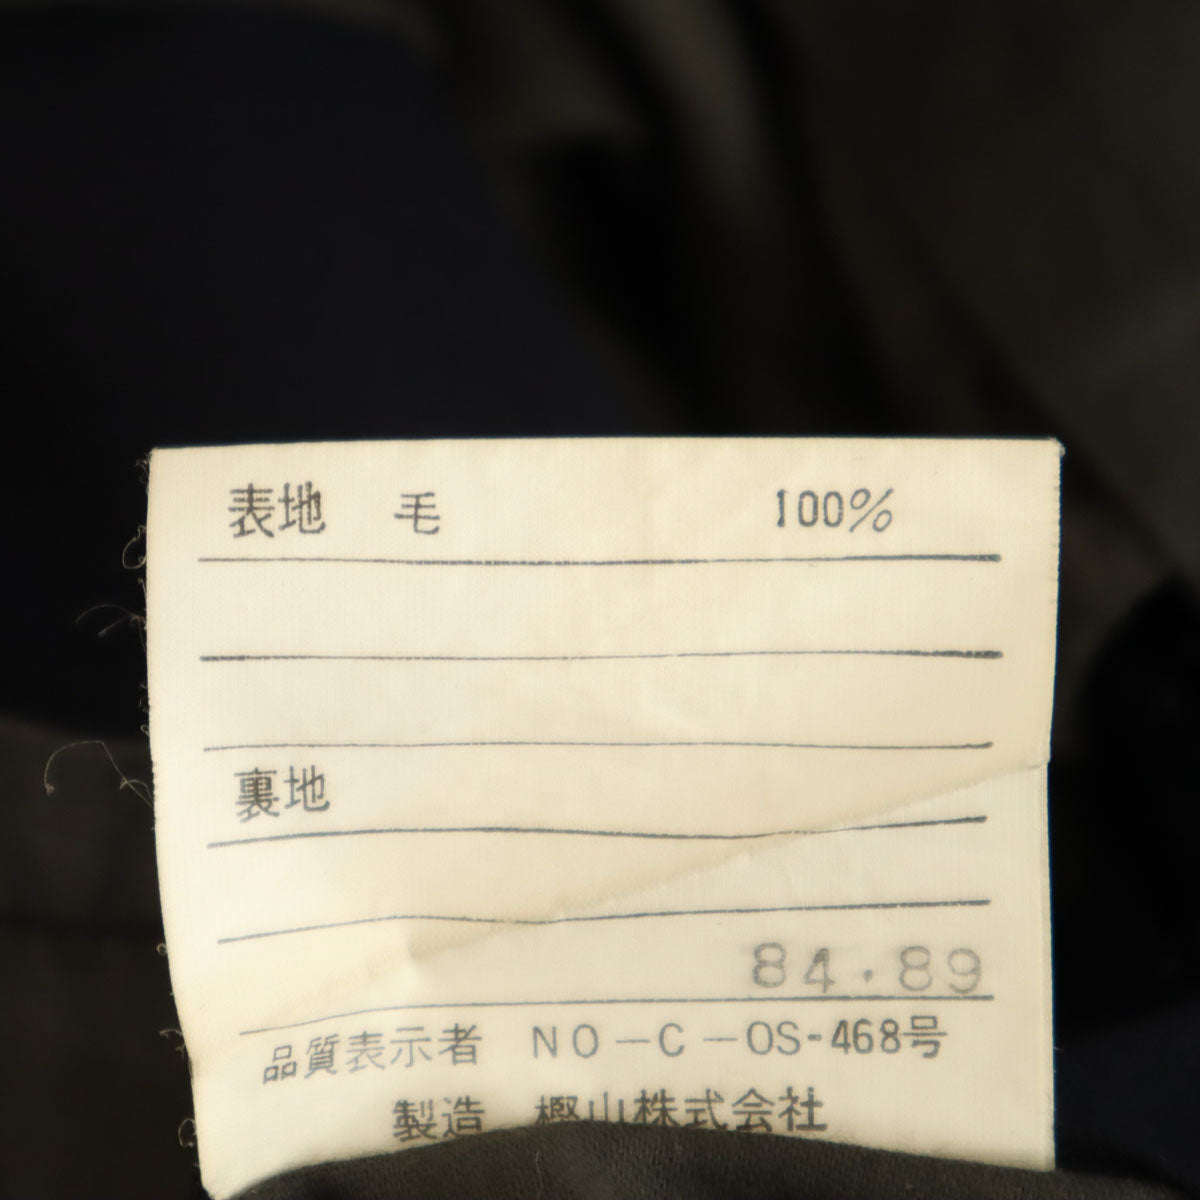 表地 毛 100%
裏地
84.89
品質表示者 NO-C-OS-468号
製造 樫山株式会社